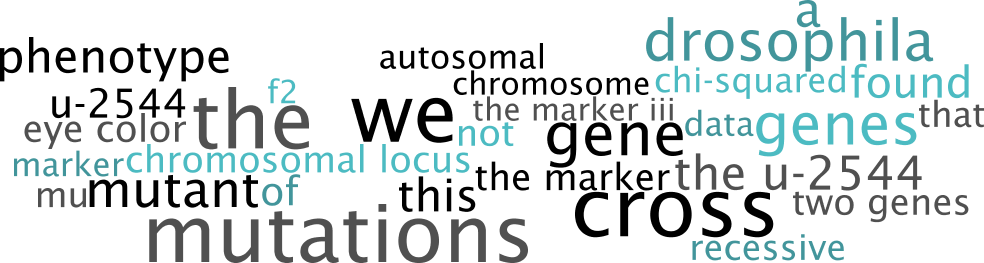 a
drosophila
phenotype
autosomal
chromosome
chi-squared
found
f2
u-2544
the
we
the marker iii
that
eye color
not
gene
data
genes
marker
chromosomal locus
mu
mutant
of
this
the marker
the u-2544
two genes
cross
mutations
recessive